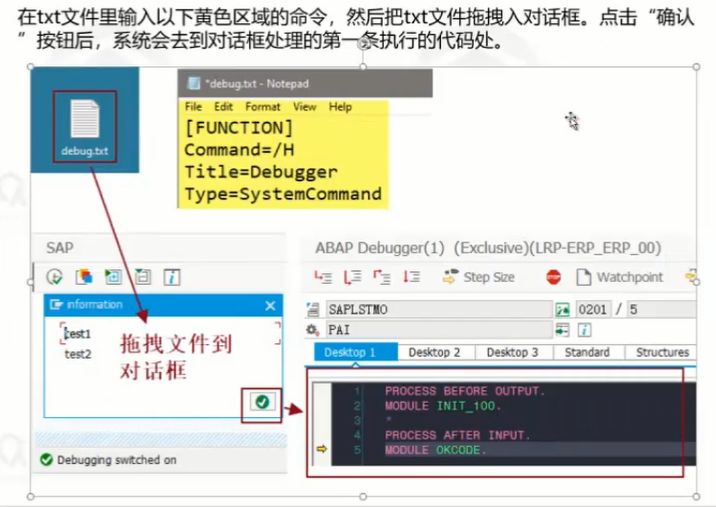 在txt文件里输入以下黄色区域的命令，然后把txt文件拖拽入对话框。点击“确认
”按钮后，系统会去到对话框处理的第一条执行的代码处。
debug.txt
*debug.txt - Notepad
File Edit Format View Help
[FUNCTION]
Command=/H
Title=Debugger
Type=SystemCommand
SAP
information
test1
test2
拖拽文件到
对话框
Debugging switched on
ABAP Debugger(1) (Exclusive)(LRP-ERP_ERP_00)
Step Size
Watchpoint
SAPLSTMO
0201 / 5
PAI
Desktop 1 Desktop 2 Desktop 3 Standard Structures
1 PROCESS BEFORE OUTPUT.
2 MODULE INIT_100.
3 *
4 PROCESS AFTER INPUT.
5 MODULE OKCODE.